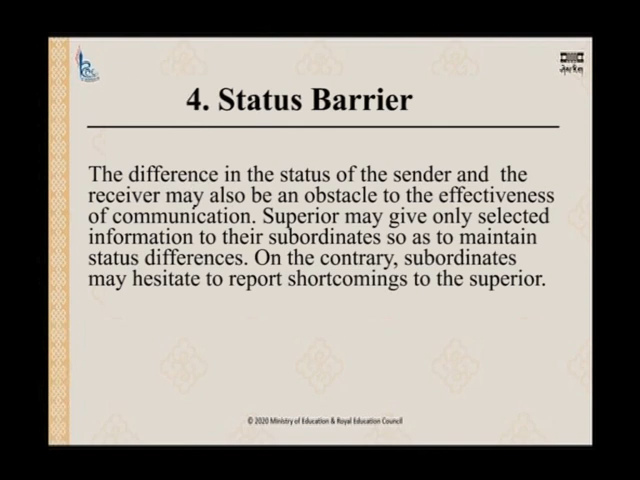 4. Status Barrier
The difference in the status of the sender and the
receiver may also be an obstacle to the effectiveness
of communication. Superior may give only selected
information to their subordinates so as to maintain
status differences. On the contrary, subordinates
may hesitate to report shortcomings to the superior.
© 2020 Ministry of Education & Royal Education Council